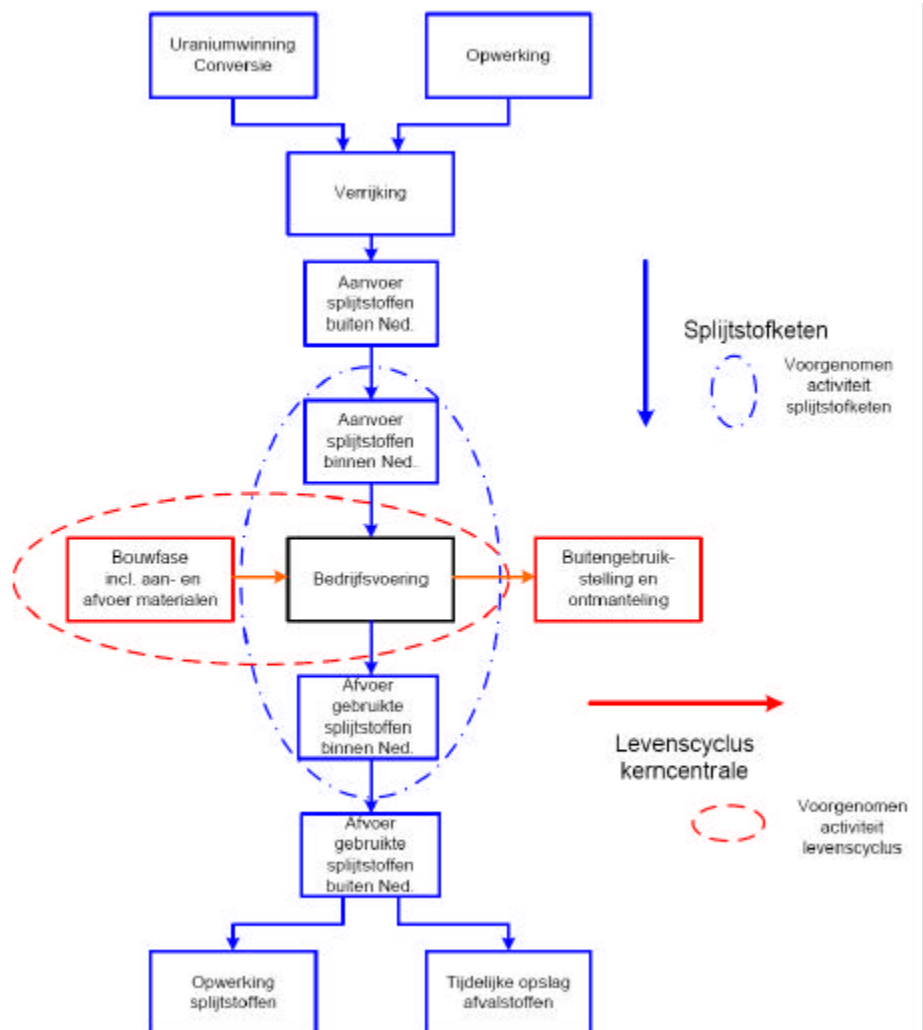 Uraniumwinning
Conversie
Opwerking
Verrijking
Aanvoer
splijtstoffen
buiten Ned.
Splijtstofketen
Voorgenomen
activiteit
splijtstofketen
Aanvoer
splijtstoffen
binnen Ned.
Bouwfase
incl. aan- en
afvoer materialen
Bedrijfsvoering
Buitengebruik-
stelling en
ontmanteling
Afvoer
gebruikte
splijtstoffen
binnen Ned.
Levenscyclus
kerncentrale
Voorgenomen
activiteit
levenscyclus
Afvoer
gebruikte
splijtstoffen
buiten Ned.
Opwerking
splijtstoffen
Tijdelijke opslag
afvalstoffen